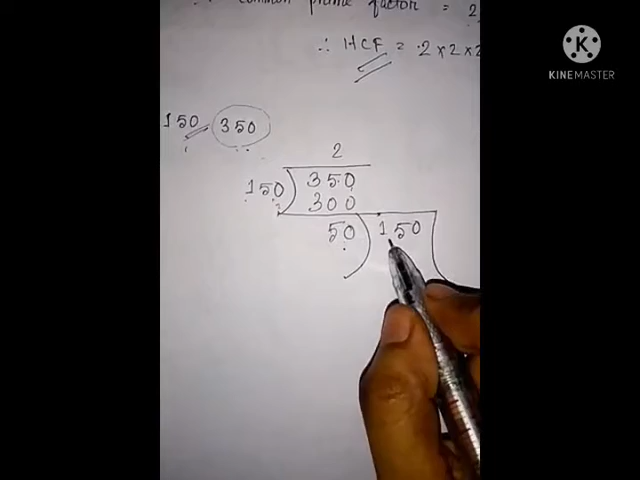 common prime factor = 2
∴ HCF = 2 × 2 × 2
KINEMASTER
150 350
2
150 ) 350
300
50 ) 150 (